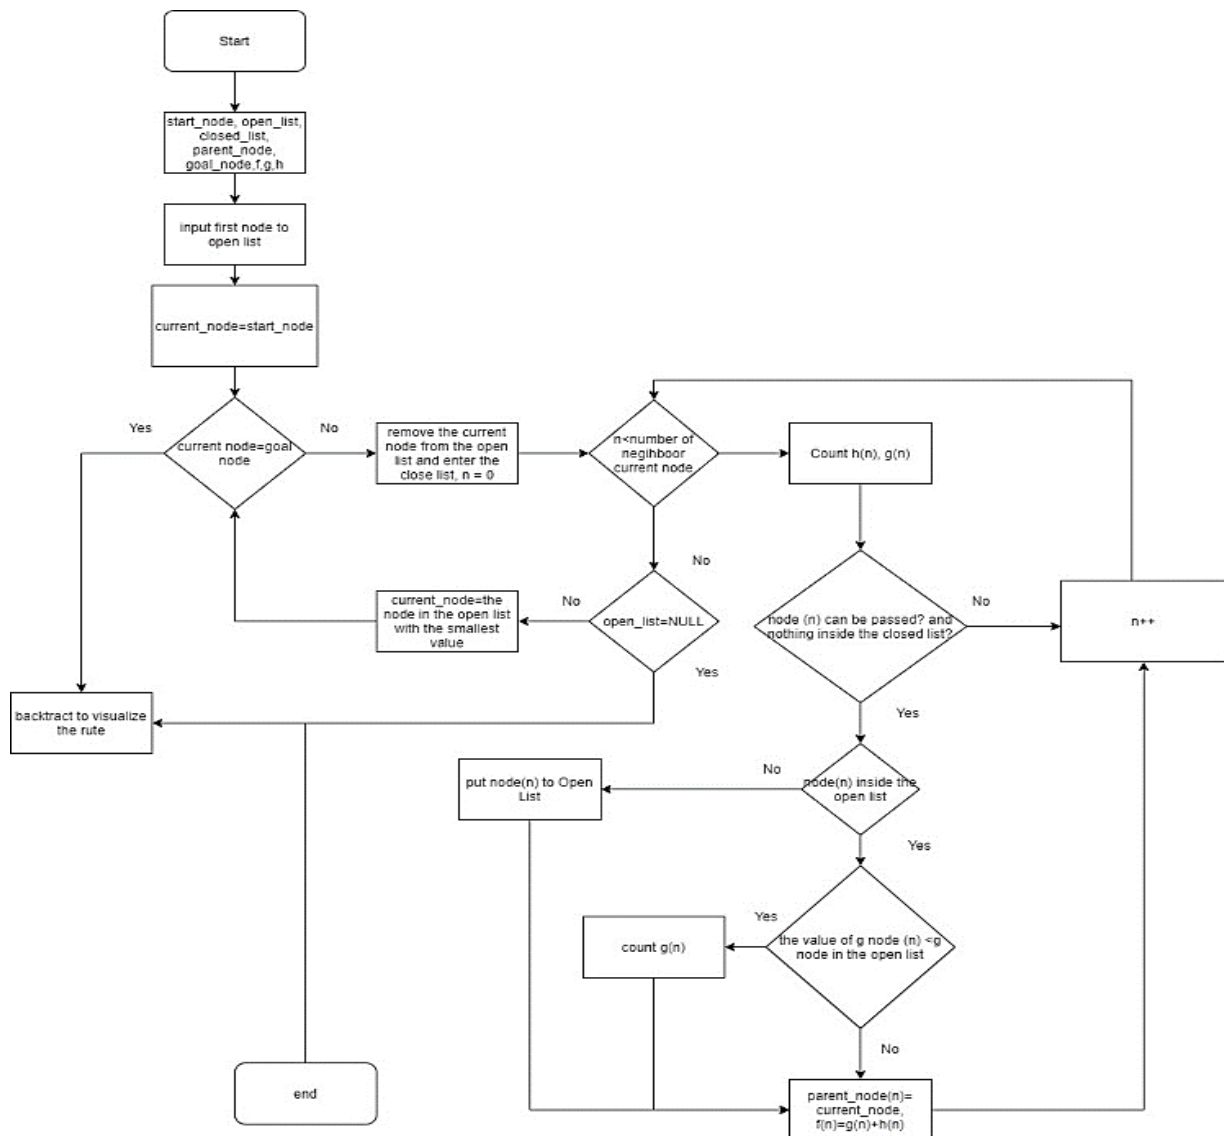 Start
start_node, open_list,
closed_list,
parent_node,
goal_node,f,g,h
input first node to
open list
current_node=start_node
Yes
current node=goal
node
No
remove the current
node from the open
list and enter the
close list, n = 0
n<number of
negihboor
current node
Count h(n), g(n)
No
current_node=the
node in the open list
with the smallest
value
No
open_list=NULL
Yes
node (n) can be passed? and
nothing inside the closed list?
No
n++
backtract to visualize
the rute
Yes
put node(n) to Open
List
No
node(n) inside the
open list
Yes
count g(n)
Yes
the value of g node (n) <g
node in the open list
No
end
parent_node(n)=
current_node,
f(n)=g(n)+h(n)